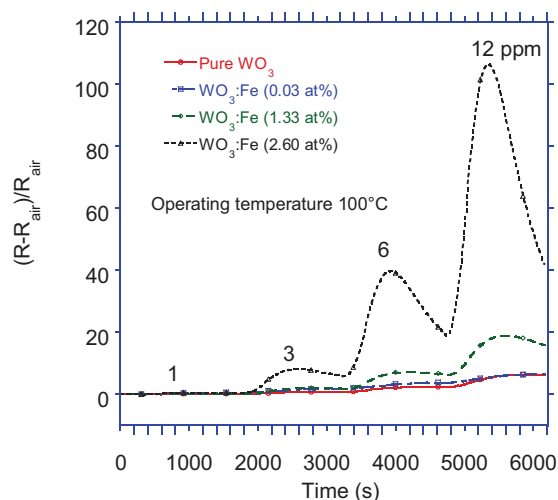 120
100
80
60
40
20
0
(R-R_air)/R_air
12 ppm
Pure WO₃
WO₃:Fe (0.03 at%)
WO₃:Fe (1.33 at%)
WO₃:Fe (2.60 at%)
Operating temperature 100°C
6
3
1
0 1000 2000 3000 4000 5000 6000
Time (s)